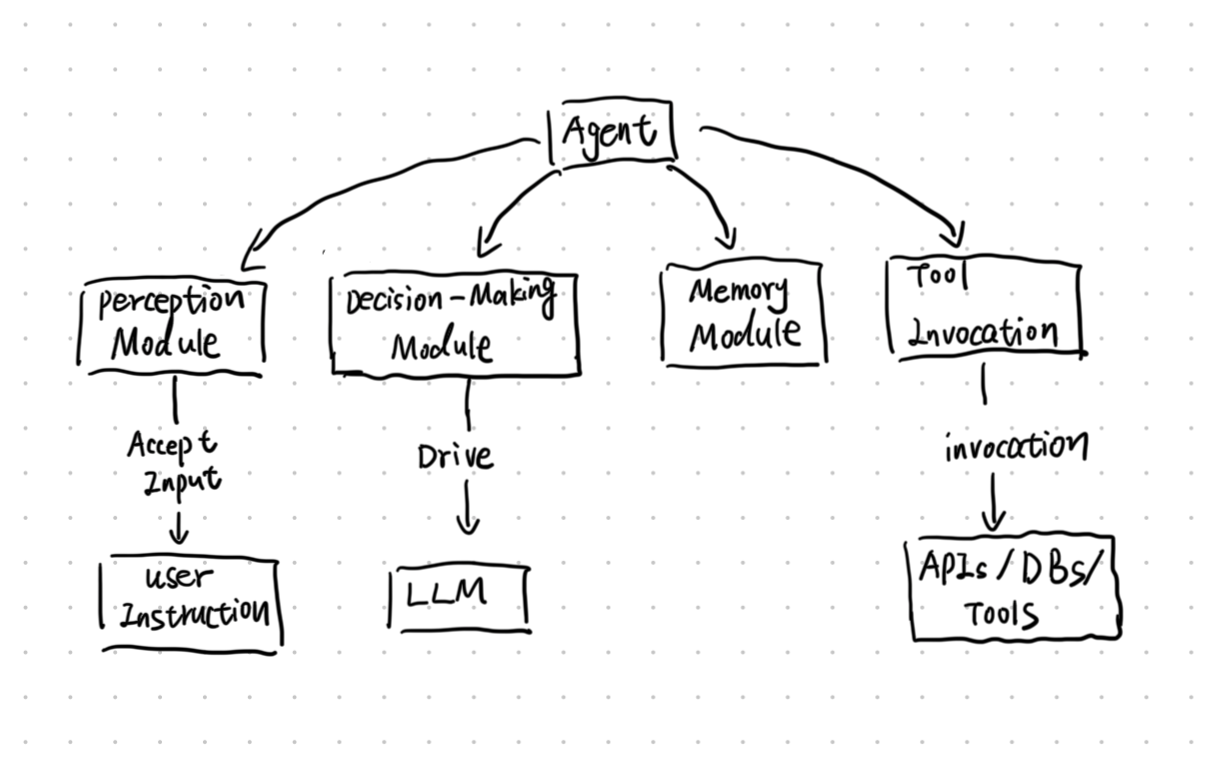 Agent
Perception
Module
Decision-Making
Module
Memory
Module
Tool
Invocation
Accept
Input
Drive
invocation
user
Instruction
LLM
APIs/DBs/
Tools